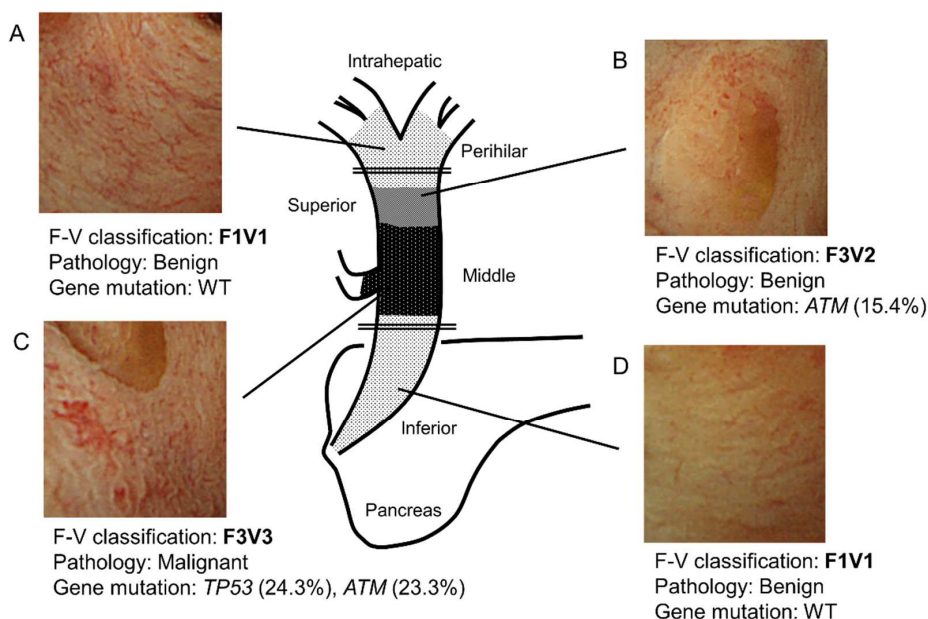 A
F-V classification: F1V1
Pathology: Benign
Gene mutation: WT
Intrahepatic
Perihilar
Superior
Middle
Inferior
Pancreas
B
F-V classification: F3V2
Pathology: Benign
Gene mutation: ATM (15.4%)
C
F-V classification: F3V3
Pathology: Malignant
Gene mutation: TP53 (24.3%), ATM (23.3%)
D
F-V classification: F1V1
Pathology: Benign
Gene mutation: WT